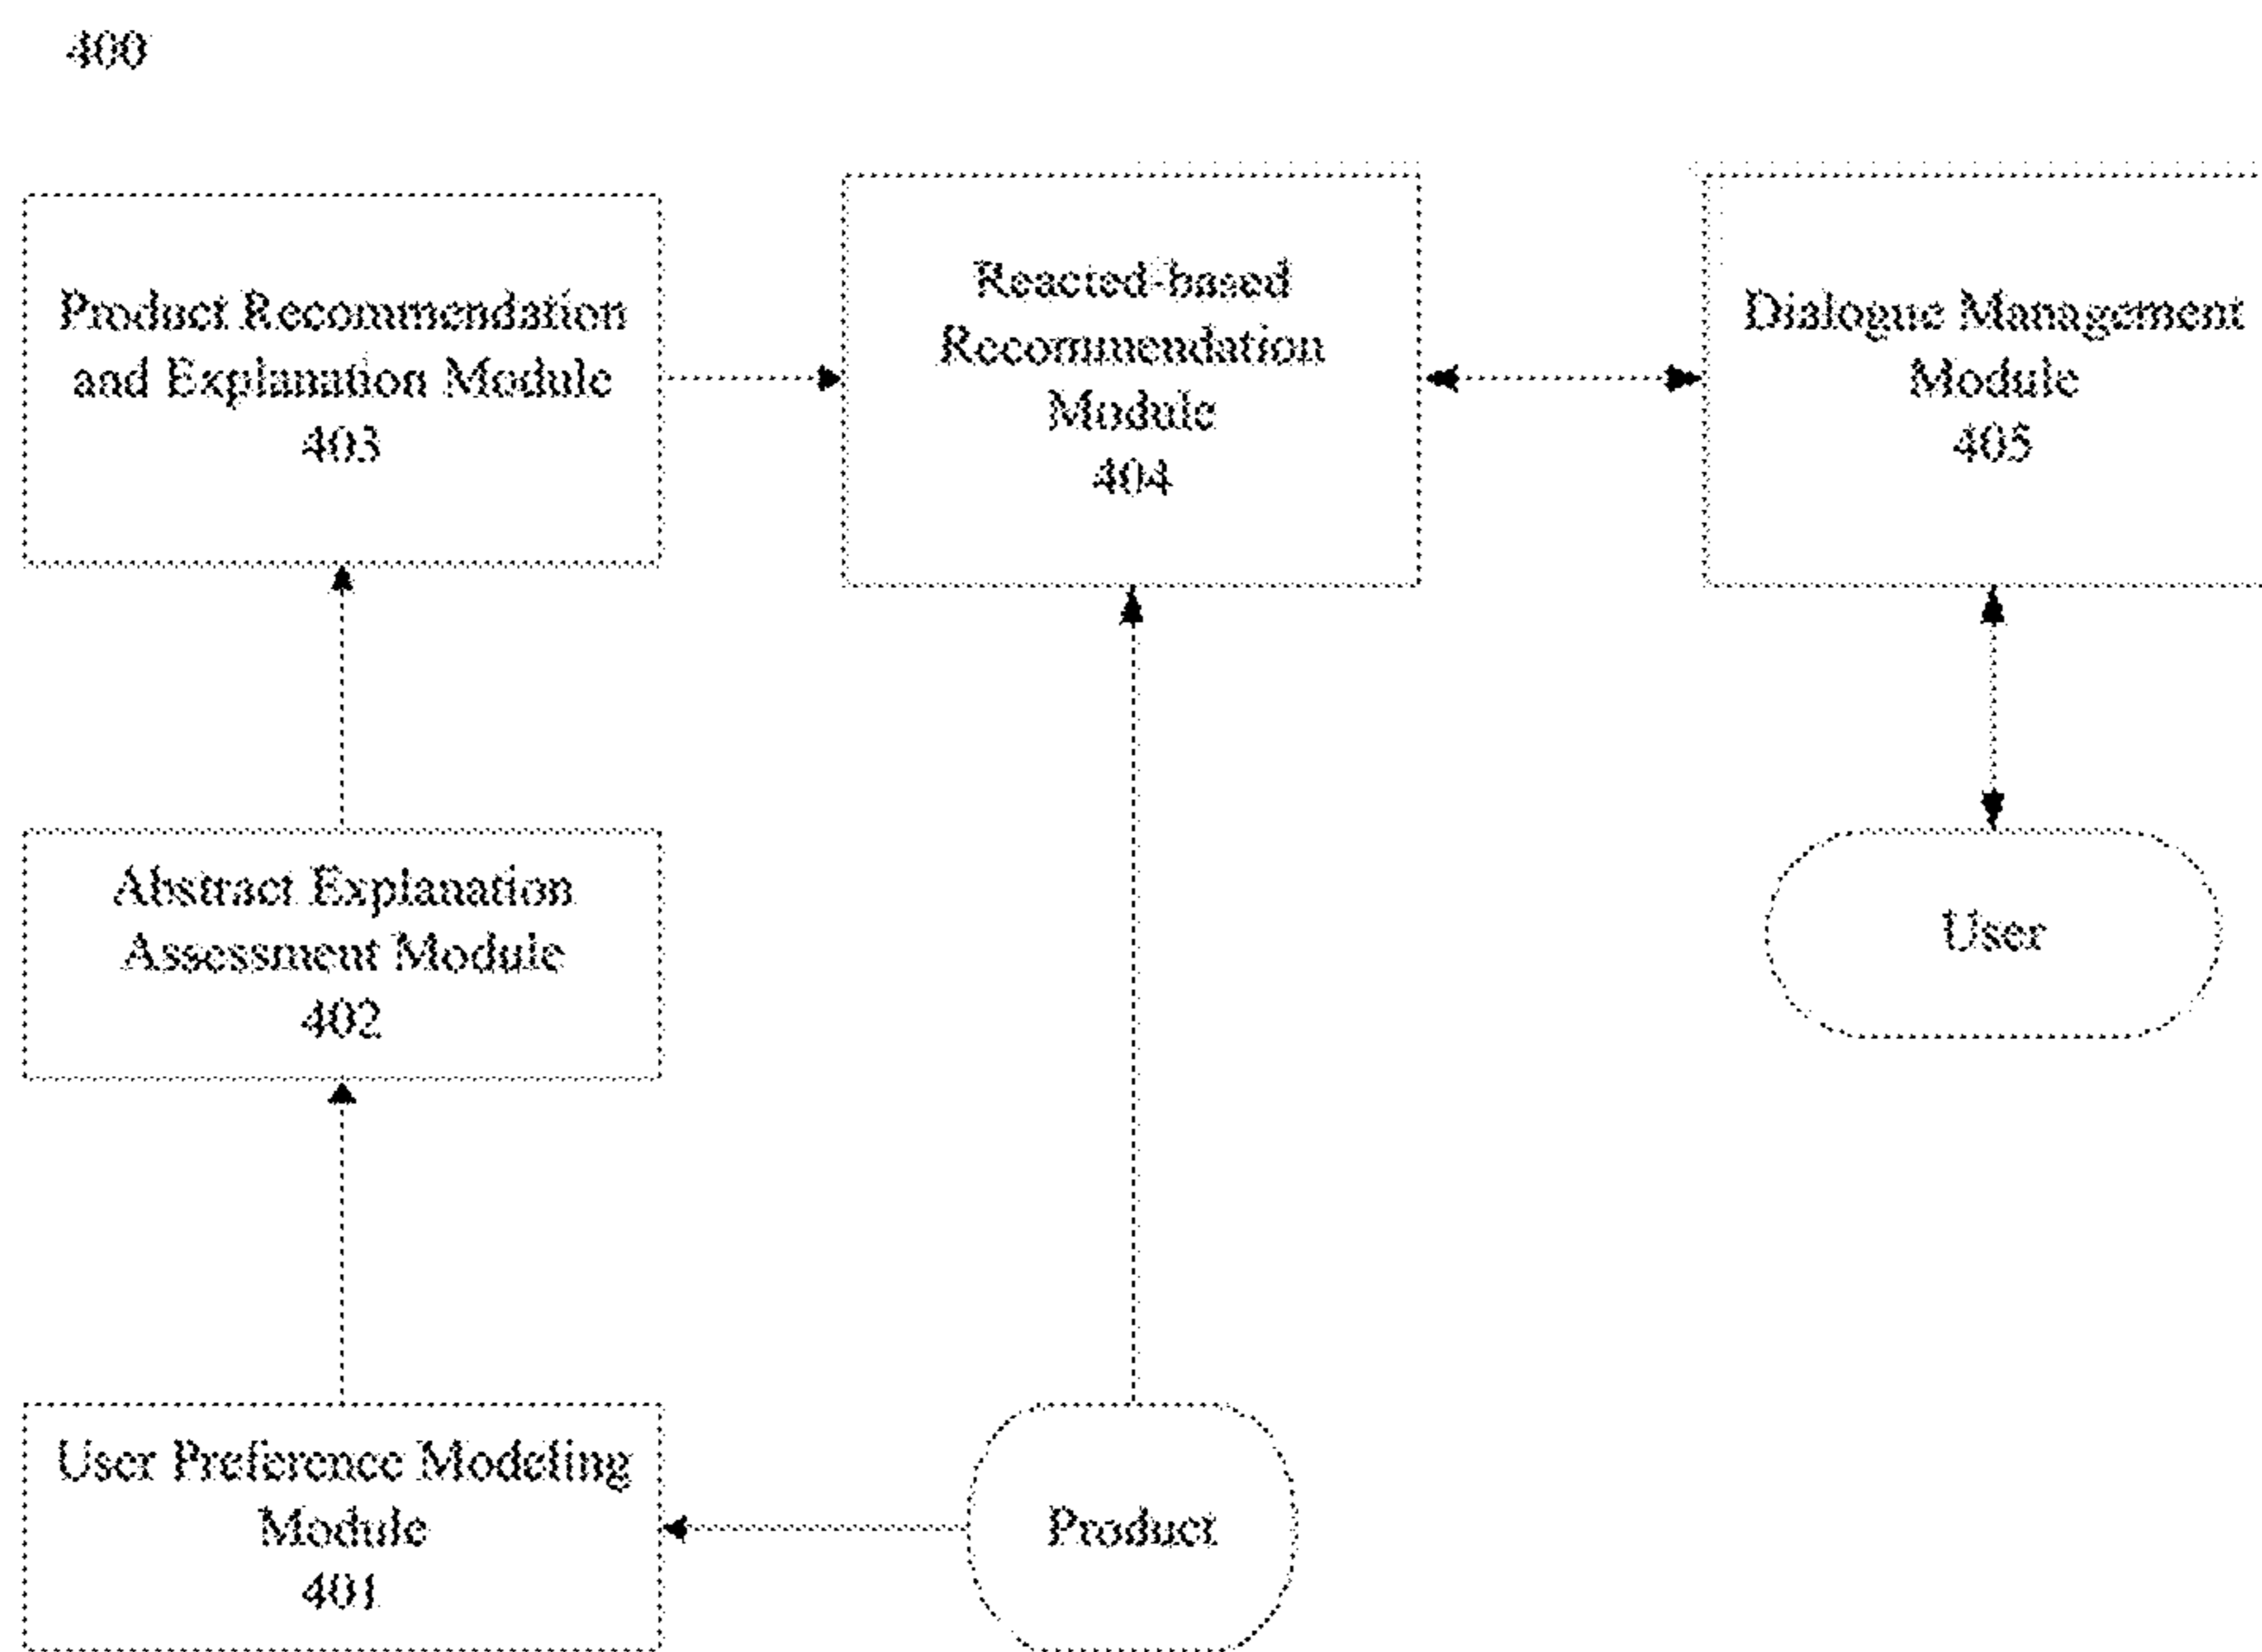 400
Product Recommendation
and Explanation Module
403
Reacted-based
Recommendation
Module
404
Dialogue Management
Module
405
Abstract Explanation
Assessment Module
402
User
User Preference Modeling
Module
401
Product